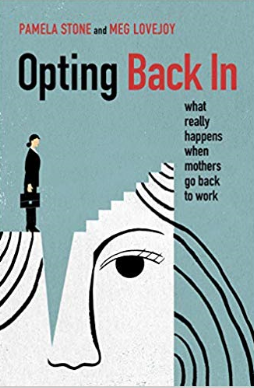 PAMELA STONE and MEG LOVEJOY
Opting Back In
what
really
happens
when
mothers
go back
to work